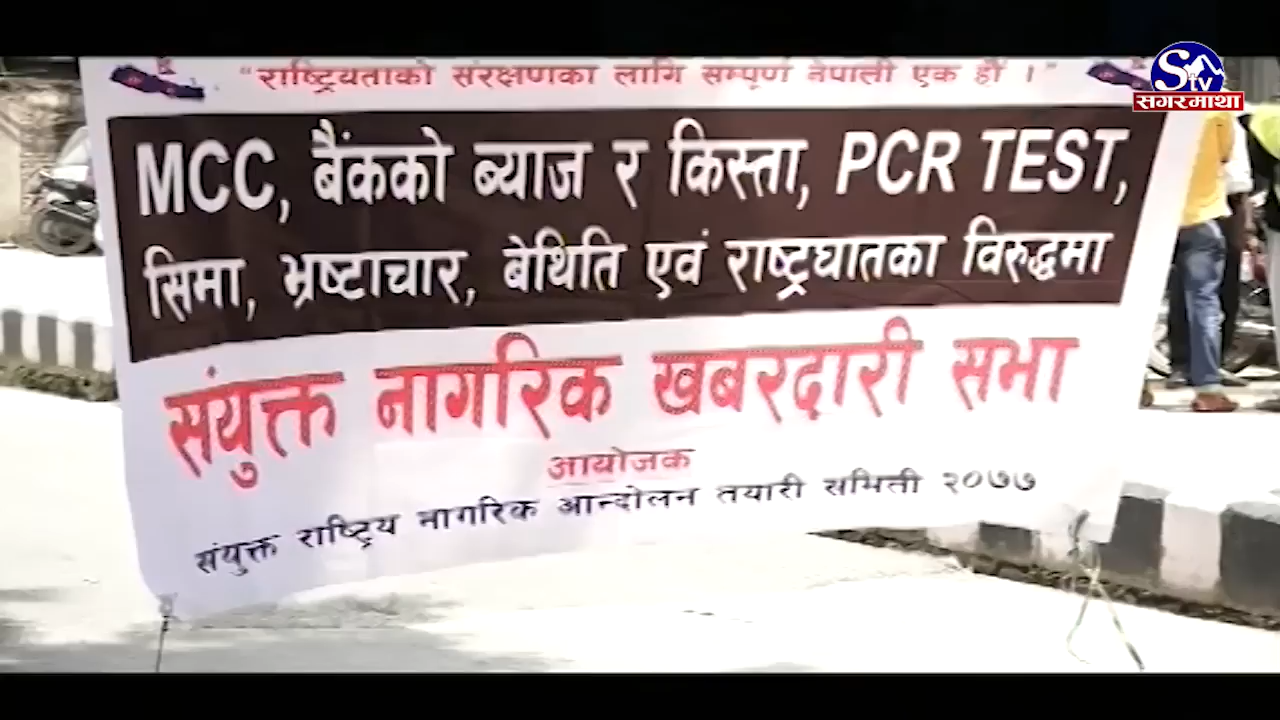 “राष्ट्रियताको संरक्षणका लागि सम्पूर्ण नेपाली एक हौं ।”
S tv
सगरमाथा
MCC, बैंकको ब्याज र किस्ता, PCR TEST,
सिमा, भ्रष्टाचार, बेथिति एवं राष्ट्रघातका विरुद्धमा
संयुक्त नागरिक खबरदारी सभा
आयोजक
संयुक्त राष्ट्रिय नागरिक आन्दोलन तयारी समिती २०७७